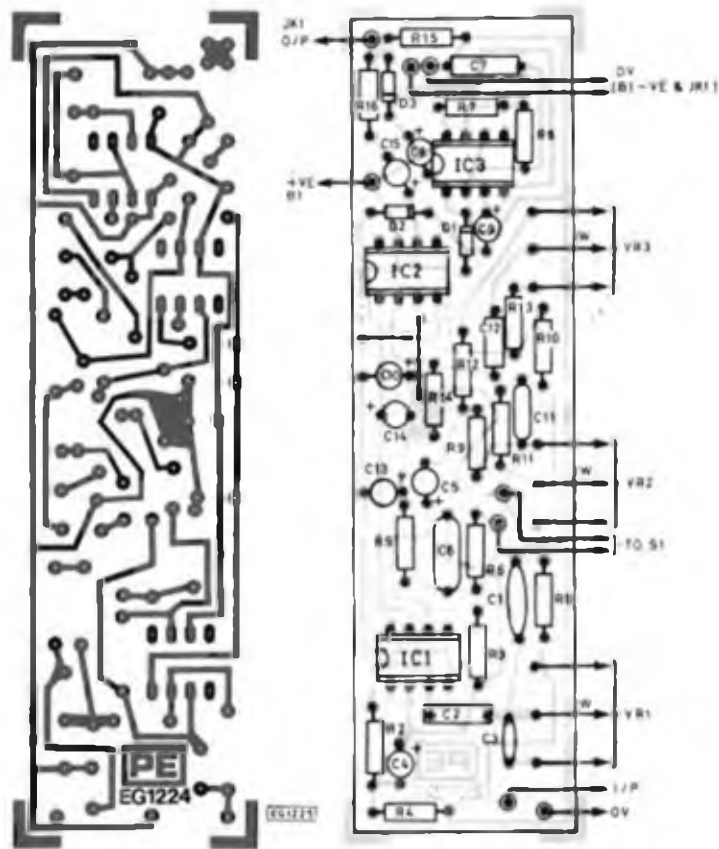 PE
EG1224
JK1
O/P
R15
C7
0V
(B1-VE & JK1)
R16
D3
R7
R8
C15
IC3
+VE
B1
D2
D1
C9
W
VR3
IC2
R13
C12
R10
R12
C10
R14
C14
C11
R9
R11
W
VR2
C13
C5
TO S1
R5
C6
R6
C1
R1
IC1
R3
W
VR1
C2
R2
C3
C4
I/P
R4
0V